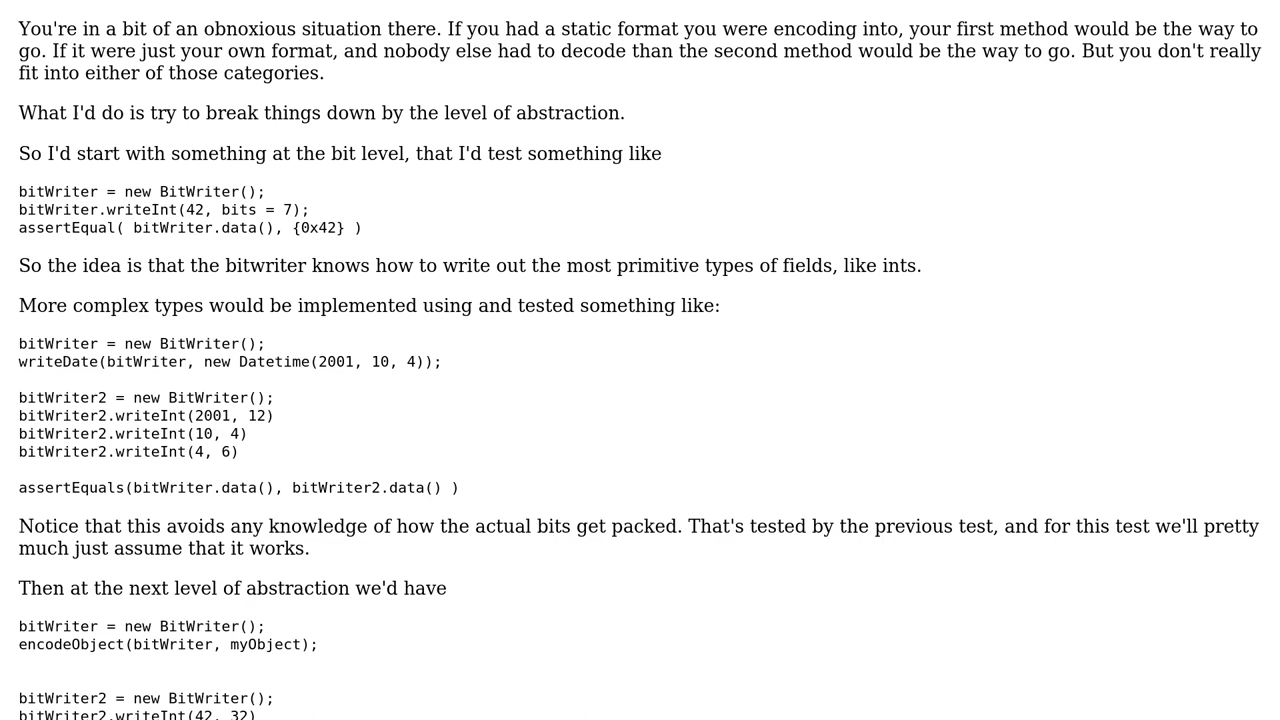 You're in a bit of an obnoxious situation there. If you had a static format you were encoding into, your first method would be the way to
go. If it were just your own format, and nobody else had to decode than the second method would be the way to go. But you don't really
fit into either of those categories.
What I'd do is try to break things down by the level of abstraction.
So I'd start with something at the bit level, that I'd test something like
bitWriter = new BitWriter();
bitWriter.writeInt(42, bits = 7);
assertEqual( bitWriter.data(), {0x42} )
So the idea is that the bitwriter knows how to write out the most primitive types of fields, like ints.
More complex types would be implemented using and tested something like:
bitWriter = new BitWriter();
writeDate(bitWriter, new Datetime(2001, 10, 4));
bitWriter2 = new BitWriter();
bitWriter2.writeInt(2001, 12)
bitWriter2.writeInt(10, 4)
bitWriter2.writeInt(4, 6)
assertEquals(bitWriter.data(), bitWriter2.data() )
Notice that this avoids any knowledge of how the actual bits get packed. That's tested by the previous test, and for this test we'll pretty
much just assume that it works.
Then at the next level of abstraction we'd have
bitWriter = new BitWriter();
encodeObject(bitWriter, myObject);
bitWriter2 = new BitWriter();
bitWriter2.writeInt(42, 32)